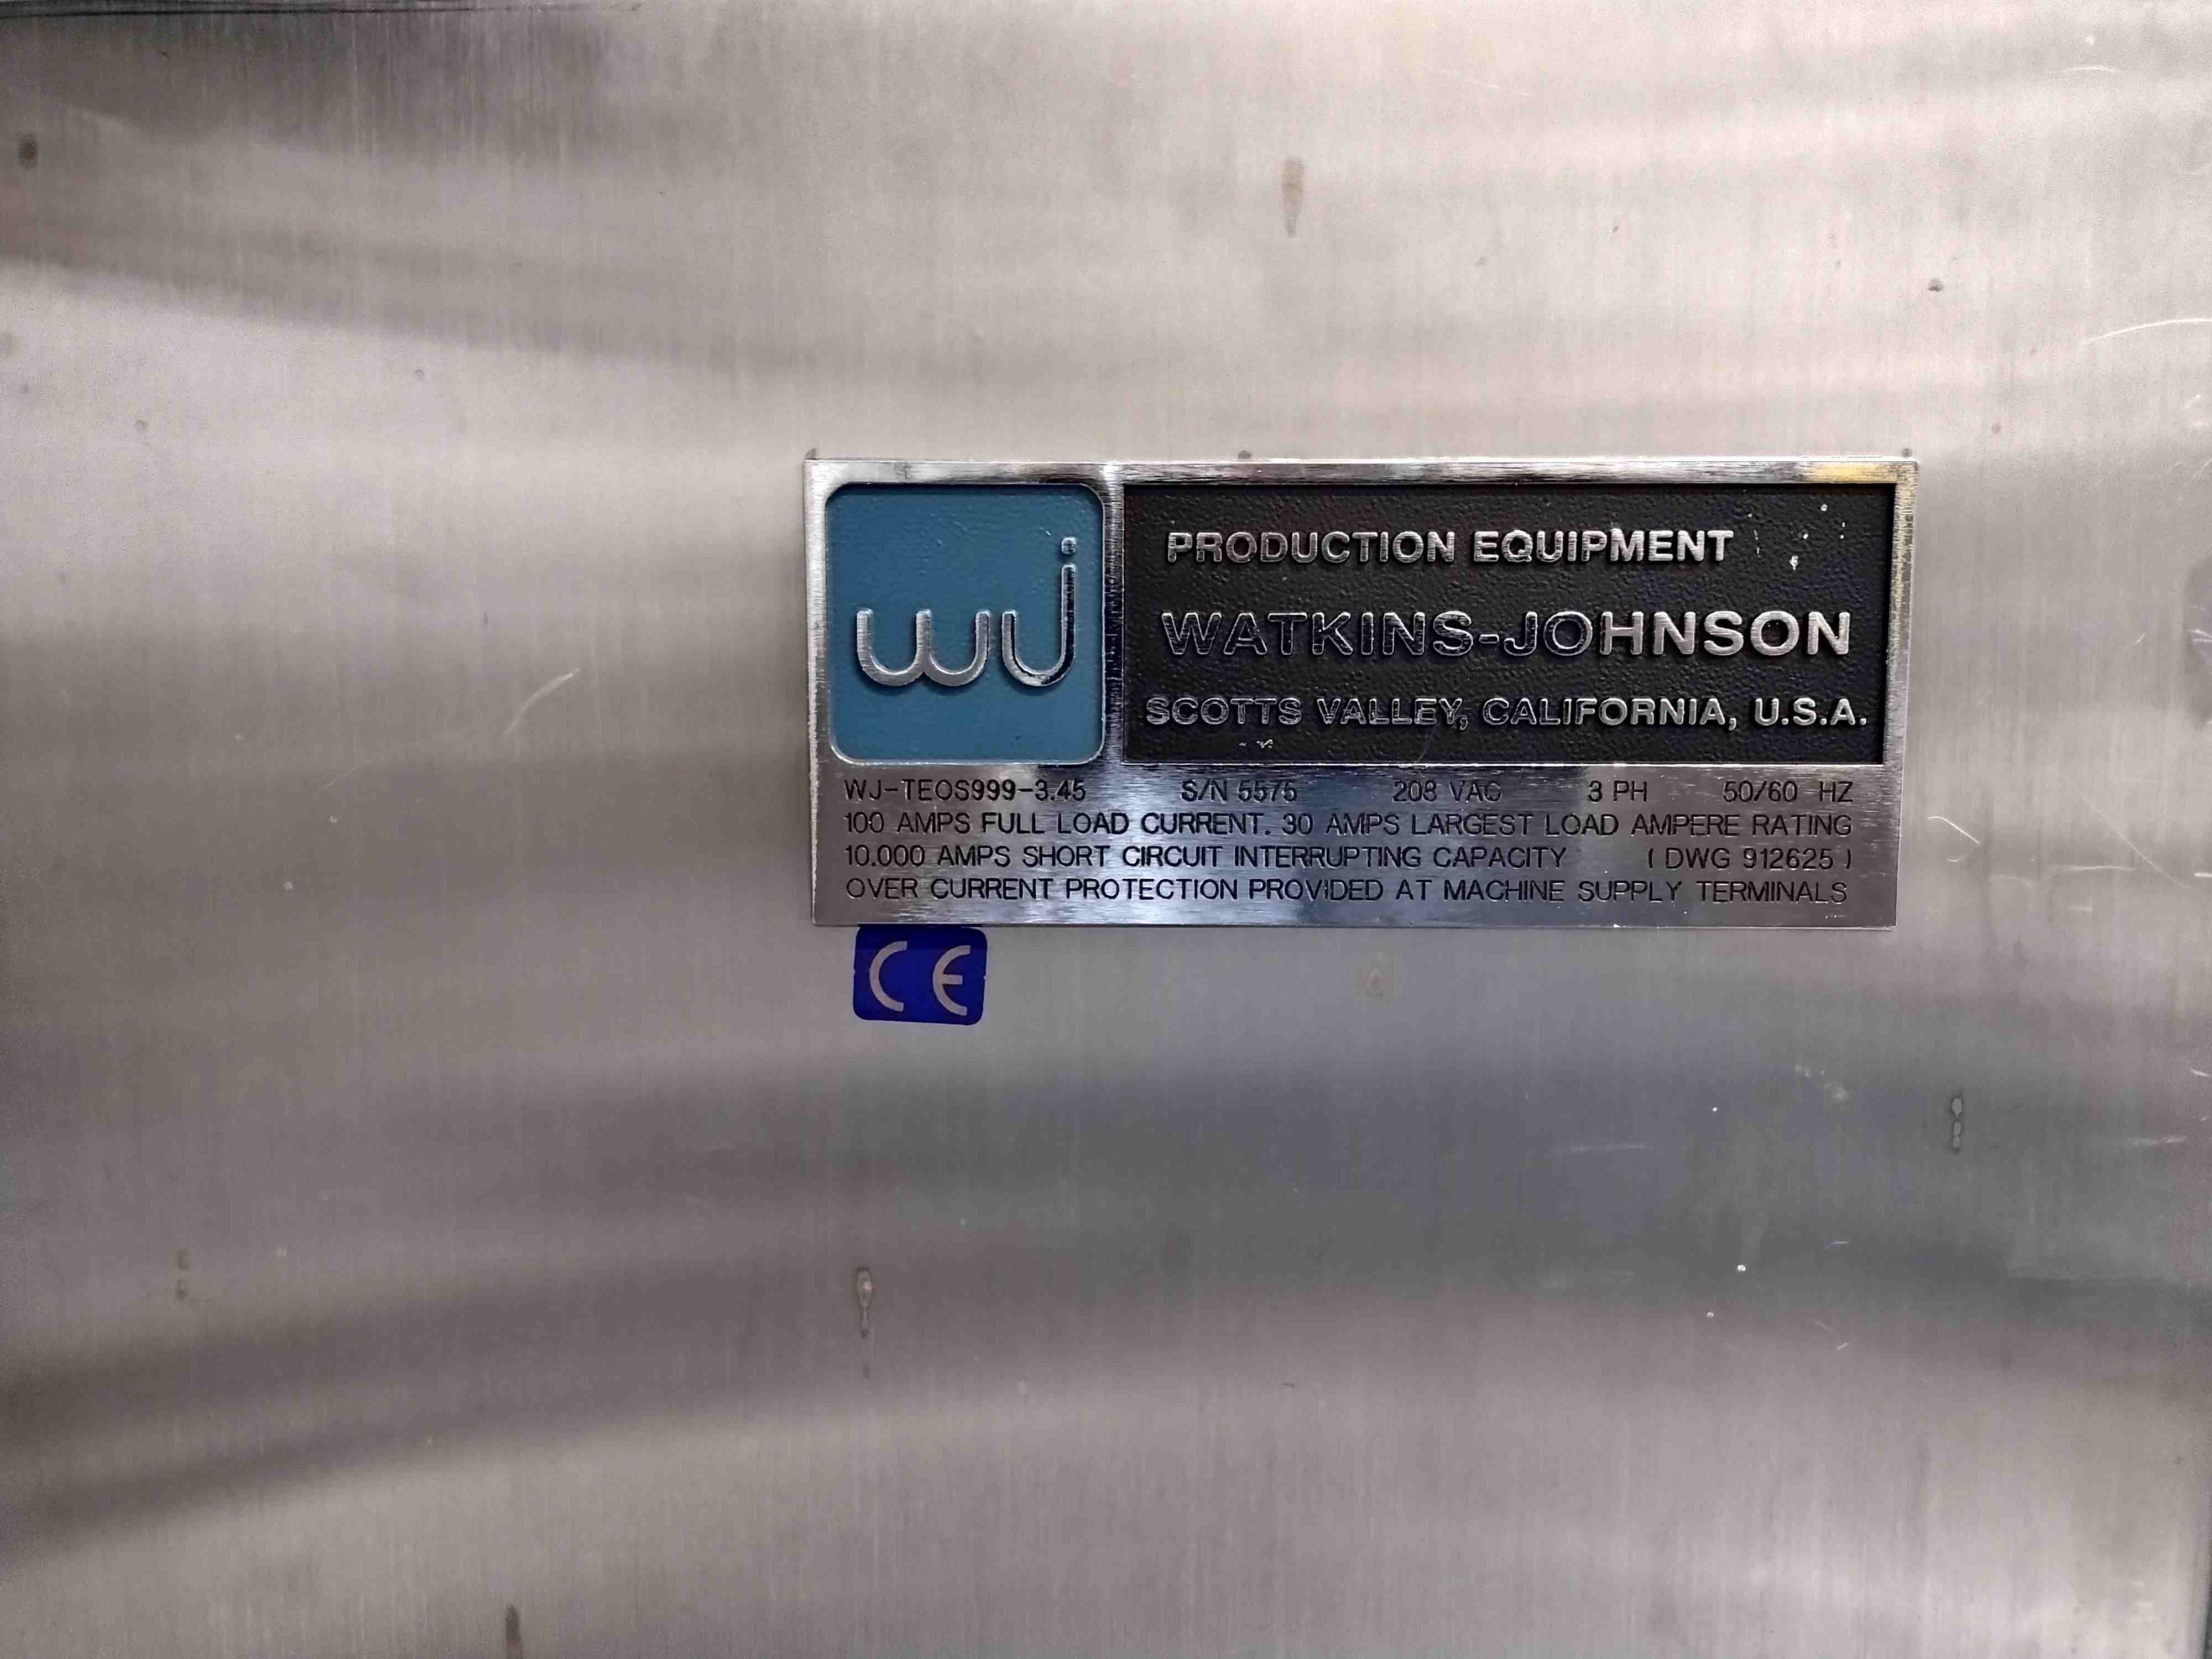 wj
PRODUCTION EQUIPMENT
WATKINS-JOHNSON
SCOTTS VALLEY, CALIFORNIA, U.S.A.
WJ-TEOS999-3.45 S/N 5575 208 VAC 3 PH 50/60 HZ
100 AMPS FULL LOAD CURRENT. 30 AMPS LARGEST LOAD AMPERE RATING
10.000 AMPS SHORT CIRCUIT INTERRUPTING CAPACITY (DWG 912625)
OVER CURRENT PROTECTION PROVIDED AT MACHINE SUPPLY TERMINALS
CE